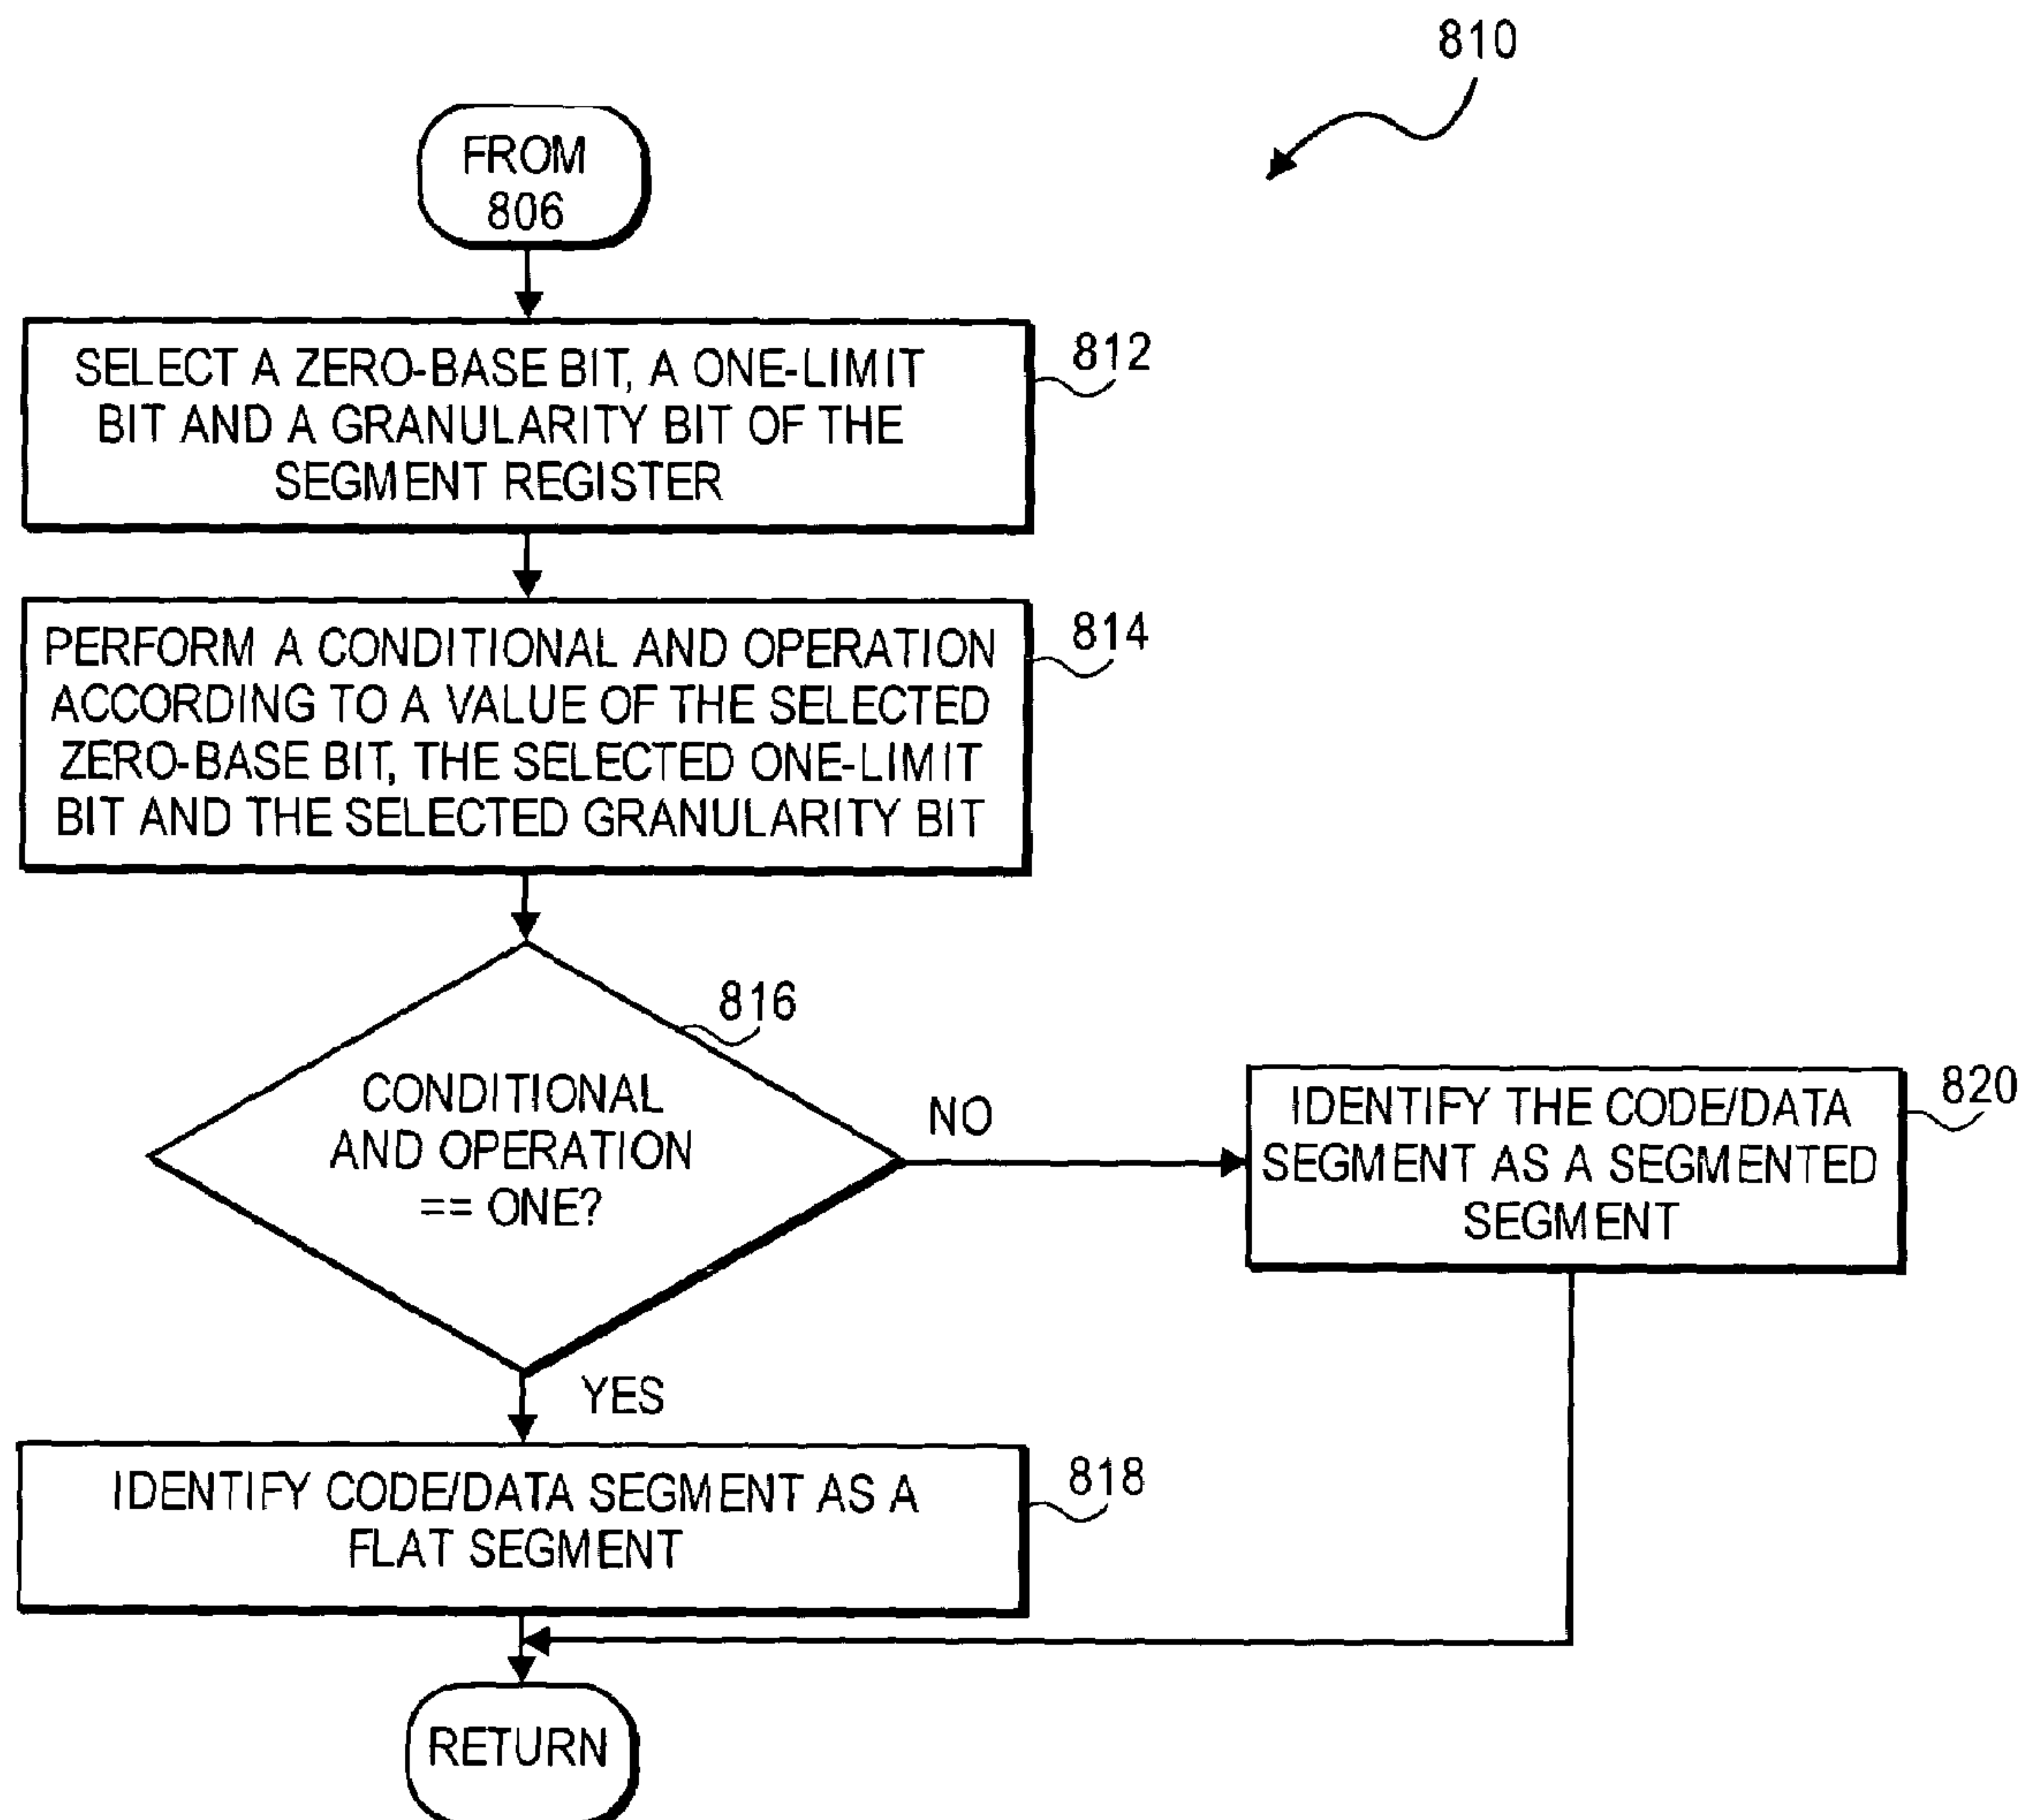 810
FROM
806
SELECT A ZERO-BASE BIT, A ONE-LIMIT
BIT AND A GRANULARITY BIT OF THE
SEGMENT REGISTER
812
PERFORM A CONDITIONAL AND OPERATION
ACCORDING TO A VALUE OF THE SELECTED
ZERO-BASE BIT, THE SELECTED ONE-LIMIT
BIT AND THE SELECTED GRANULARITY BIT
814
816
CONDITIONAL
AND OPERATION
== ONE?
NO
IDENTIFY THE CODE/DATA
SEGMENT AS A SEGMENTED
SEGMENT
820
YES
IDENTIFY CODE/DATA SEGMENT AS A
FLAT SEGMENT
818
RETURN